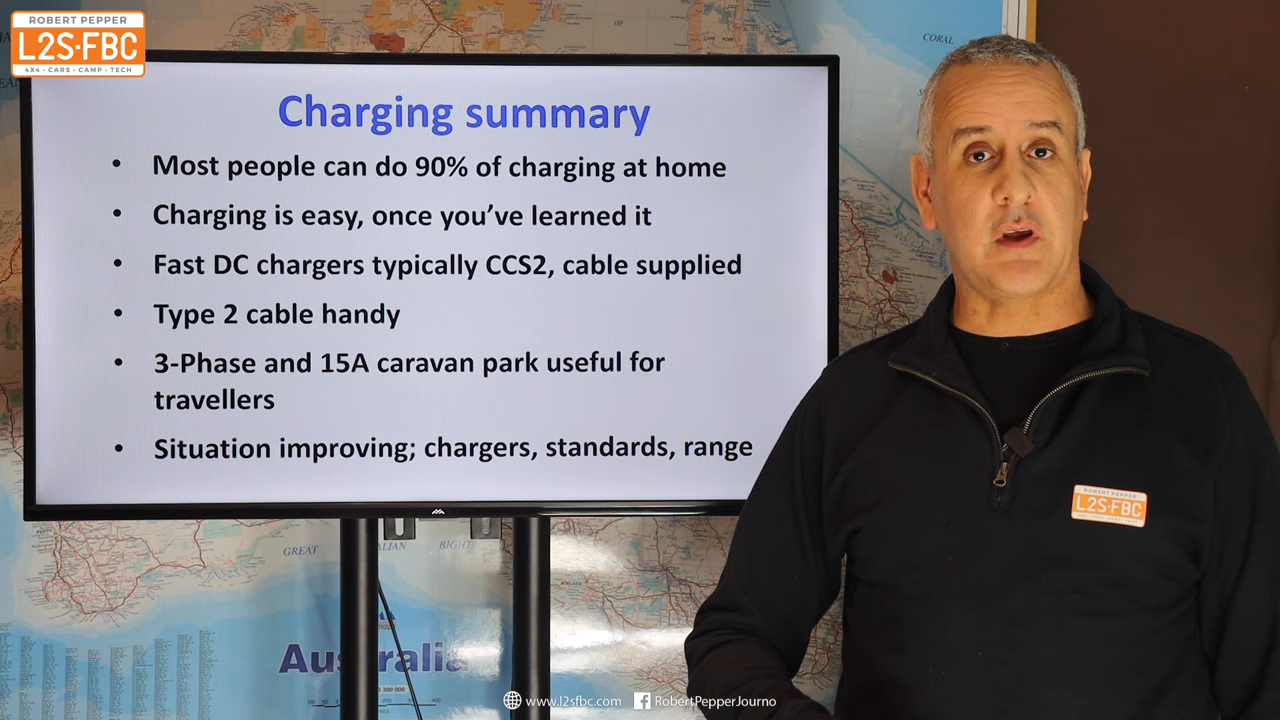 ROBERT PEPPER
L2S·FBC
4X4 • CARS • CAMP • TECH
OF
CORAL
Charging summary
• Most people can do 90% of charging at home
• Charging is easy, once you’ve learned it
• Fast DC chargers typically CCS2, cable supplied
• Type 2 cable handy
• 3-Phase and 15A caravan park useful for
travellers
• Situation improving; chargers, standards, range
ROBERT PEPPER
L2S·FBC
GREAT
BIGHT
www.l2sfbc.com
RobertPepperJourno